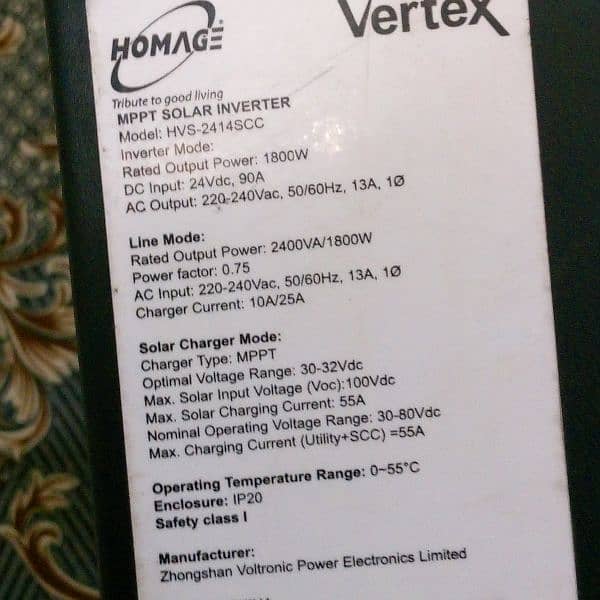 HOMAGE®
Vertex
Tribute to good living
MPPT SOLAR INVERTER
Model: HVS-2414SCC
Inverter Mode:
Rated Output Power: 1800W
DC Input: 24Vdc, 90A
AC Output: 220-240Vac, 50/60Hz, 13A, 1Ø
Line Mode:
Rated Output Power: 2400VA/1800W
Power factor: 0.75
AC Input: 220-240Vac, 50/60Hz, 13A, 1Ø
Charger Current: 10A/25A
Solar Charger Mode:
Charger Type: MPPT
Optimal Voltage Range: 30-32Vdc
Max. Solar Input Voltage (Voc):100Vdc
Max. Solar Charging Current: 55A
Nominal Operating Voltage Range: 30-80Vdc
Max. Charging Current (Utility+SCC) =55A
Operating Temperature Range: 0~55°C
Enclosure: IP20
Safety class I
Manufacturer:
Zhongshan Voltronic Power Electronics Limited